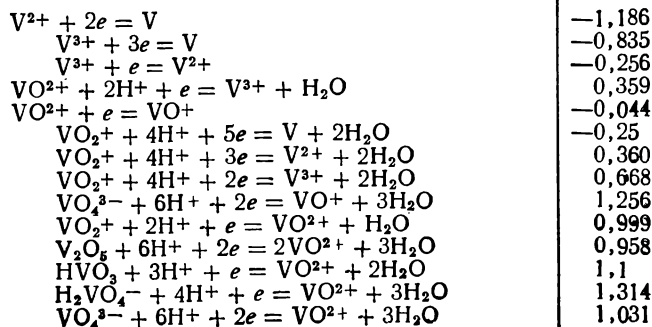 V²⁺ + 2e = V −1,186
V³⁺ + 3e = V −0,835
V³⁺ + e = V²⁺ −0,256
VO²⁺ + 2H⁺ + e = V³⁺ + H₂O 0,359
VO²⁺ + e = VO⁺ −0,044
VO₂⁺ + 4H⁺ + 5e = V + 2H₂O −0,25
VO₂⁺ + 4H⁺ + 3e = V²⁺ + 2H₂O 0,360
VO₂⁺ + 4H⁺ + 2e = V³⁺ + 2H₂O 0,668
VO₄³⁻ + 6H⁺ + 2e = VO⁺ + 3H₂O 1,256
VO₂⁺ + 2H⁺ + e = VO²⁺ + H₂O 0,999
V₂O₅ + 6H⁺ + 2e = 2VO²⁺ + 3H₂O 0,958
HVO₃ + 3H⁺ + e = VO²⁺ + 2H₂O 1,1
H₂VO₄⁻ + 4H⁺ + e = VO²⁺ + 3H₂O 1,314
VO₄³⁻ + 6H⁺ + 2e = VO²⁺ + 3H₂O 1,031